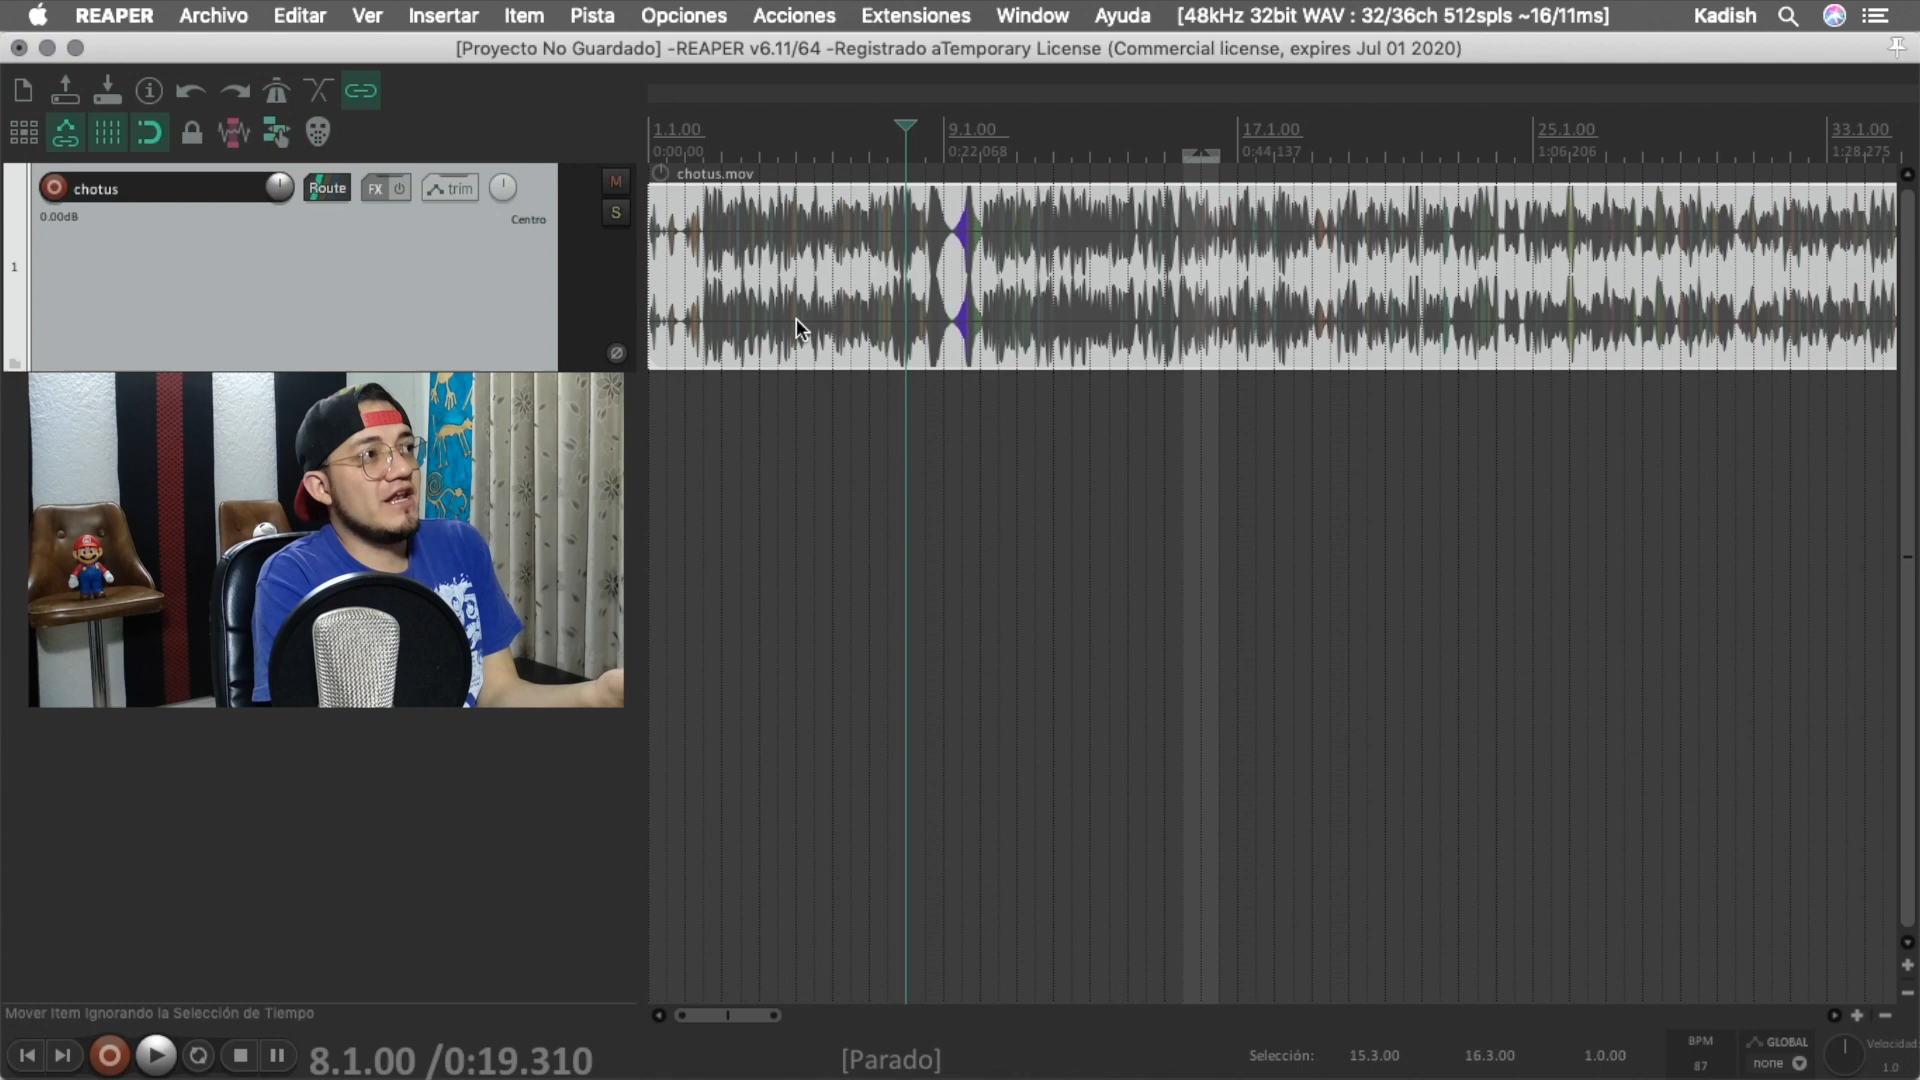 REAPER Archivo Editar Ver Insertar Item Pista Opciones Acciones Extensiones Window Ayuda [48kHz 32bit WAV : 32/36ch 512spls ~16/11ms] Kadish
[Proyecto No Guardado] -REAPER v6.11/64 -Registrado aTemporary License (Commercial license, expires Jul 01 2020)
1.1.00 9.1.00 17.1.00 25.1.00 33.1.00
0:00,00 0:22,068 0:44,137 1:06,206 1:28,275
chotus.mov
chotus Route FX trim M
0.00dB Centro S
1
Mover Item Ignorando la Selección de Tiempo
8.1.00 /0:19.310 [Parado] Selección: 15.3.00 16.3.00 1.0.00
BPM 87
GLOBAL none
Velocidad: 1.0